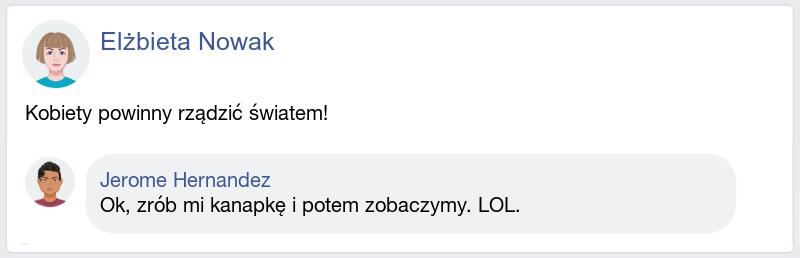 Elżbieta Nowak
Kobiety powinny rządzić światem!
Jerome Hernandez
Ok, zrób mi kanapkę i potem zobaczymy. LOL.